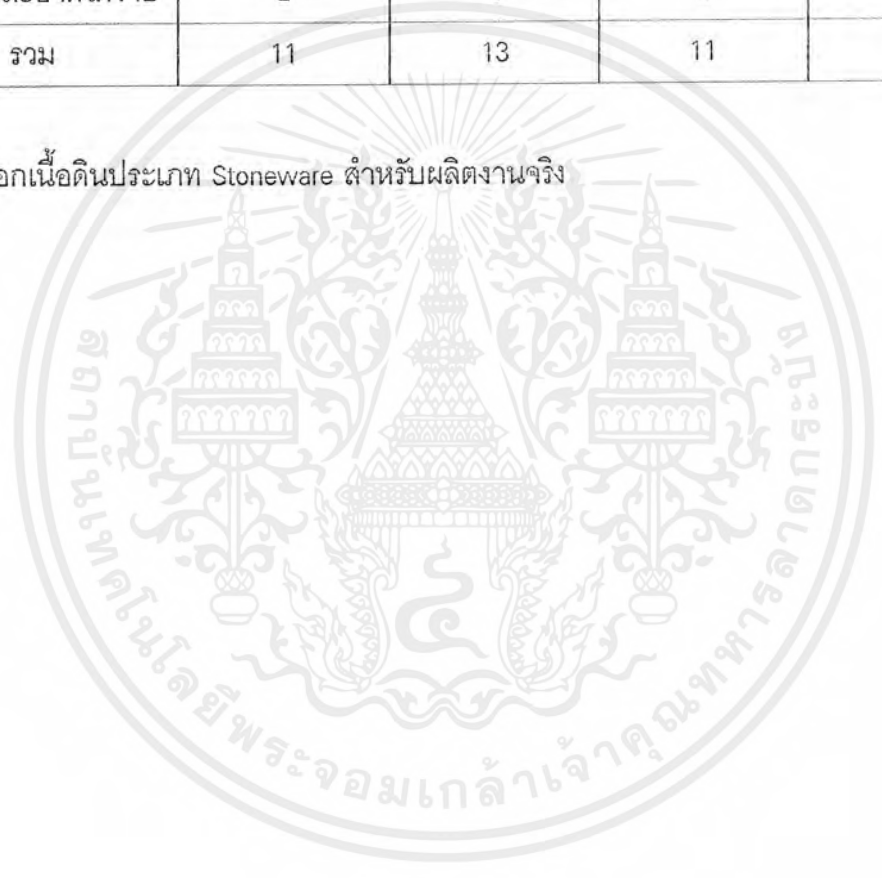 รวม 11 13 11
อกเนื้อดินประเภท Stoneware สำหรับผลิตงานจริง
สถาบันเทคโนโลยีพระจอมเกล้าเจ้าคุณทหารลาดกระบัง